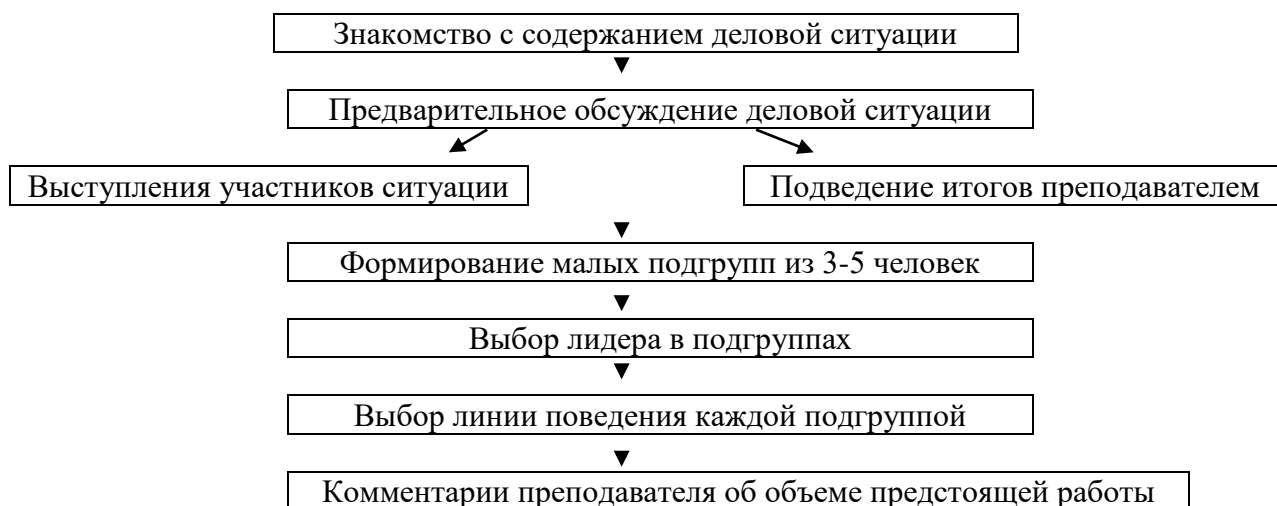 Знакомство с содержанием деловой ситуации
Предварительное обсуждение деловой ситуации
Выступления участников ситуации
Подведение итогов преподавателем
Формирование малых подгрупп из 3-5 человек
Выбор лидера в подгруппах
Выбор линии поведения каждой подгруппой
Комментарии преподавателя об объеме предстоящей работы